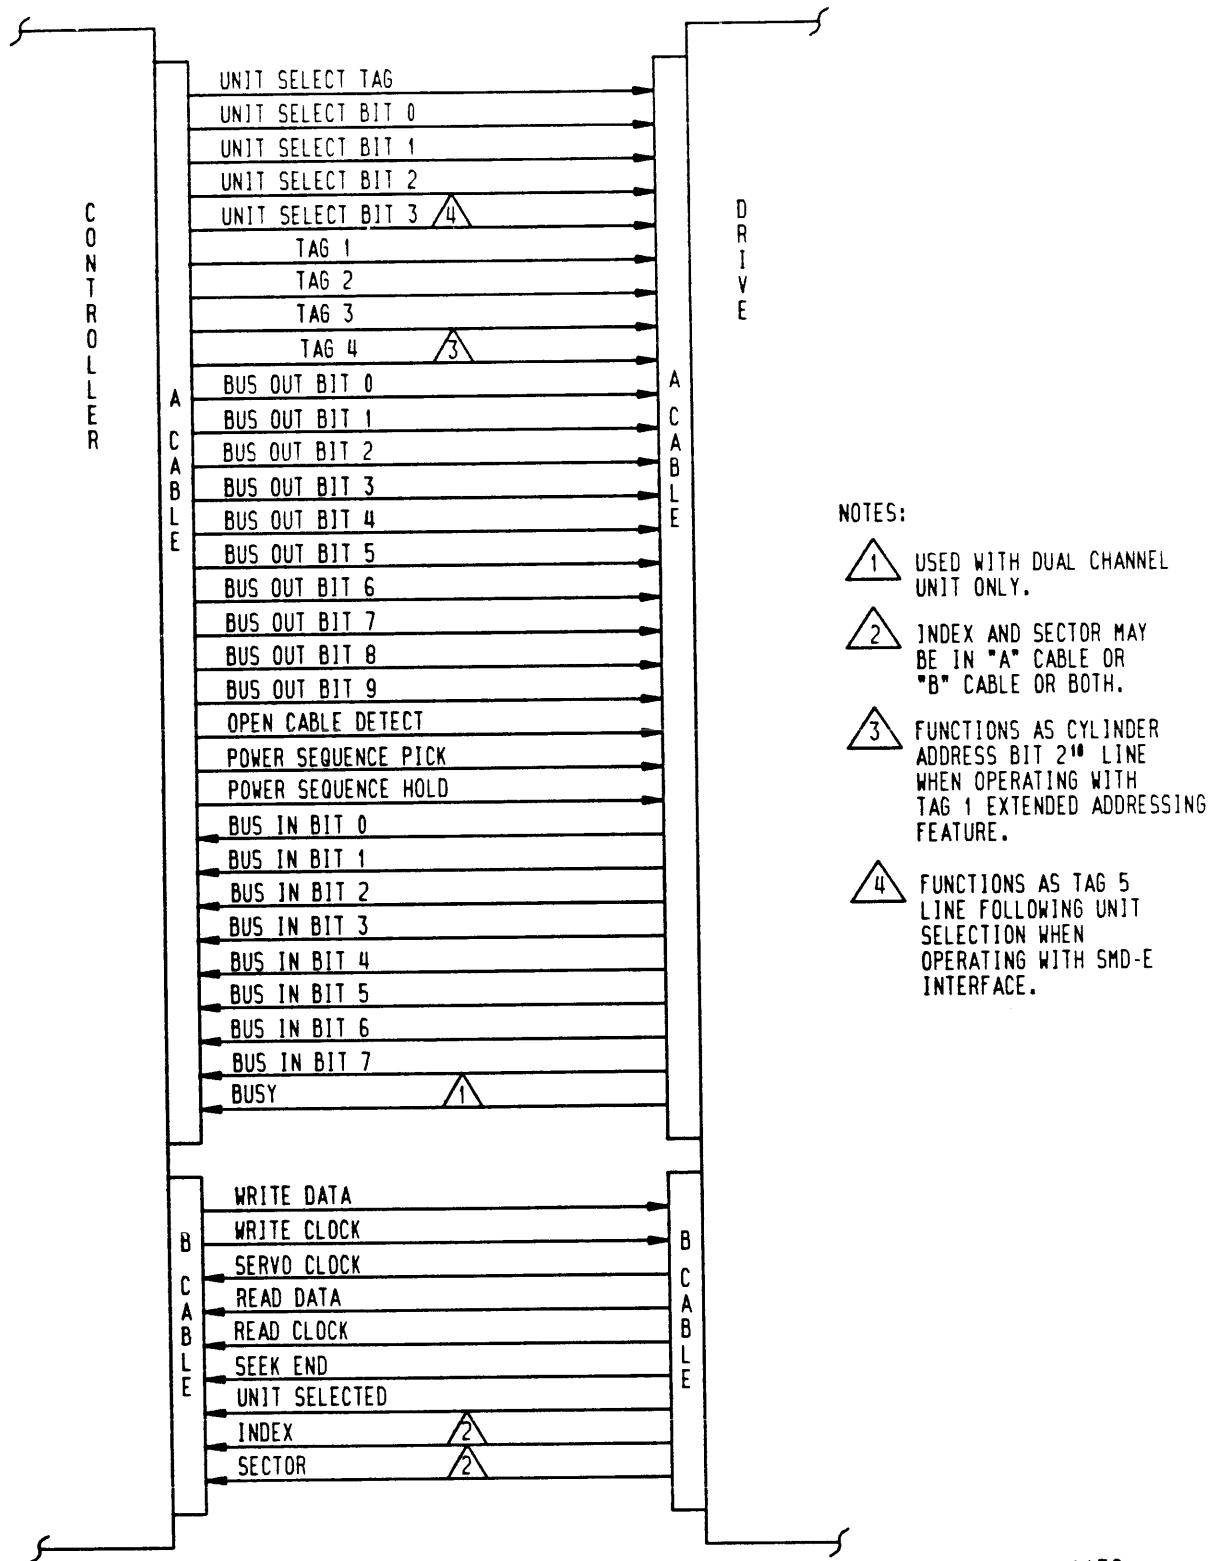 CONTROLLER
A CABLE
UNIT SELECT TAG
UNIT SELECT BIT 0
UNIT SELECT BIT 1
UNIT SELECT BIT 2
UNIT SELECT BIT 3 4
TAG 1
TAG 2
TAG 3
TAG 4 3
BUS OUT BIT 0
BUS OUT BIT 1
BUS OUT BIT 2
BUS OUT BIT 3
BUS OUT BIT 4
BUS OUT BIT 5
BUS OUT BIT 6
BUS OUT BIT 7
BUS OUT BIT 8
BUS OUT BIT 9
OPEN CABLE DETECT
POWER SEQUENCE PICK
POWER SEQUENCE HOLD
BUS IN BIT 0
BUS IN BIT 1
BUS IN BIT 2
BUS IN BIT 3
BUS IN BIT 4
BUS IN BIT 5
BUS IN BIT 6
BUS IN BIT 7
BUSY 1
A CABLE
DRIVE
B CABLE
WRITE DATA
WRITE CLOCK
SERVO CLOCK
READ DATA
READ CLOCK
SEEK END
UNIT SELECTED
INDEX 2
SECTOR 2
B CABLE
NOTES:
1 USED WITH DUAL CHANNEL
UNIT ONLY.
2 INDEX AND SECTOR MAY
BE IN "A" CABLE OR
"B" CABLE OR BOTH.
3 FUNCTIONS AS CYLINDER
ADDRESS BIT 2¹⁰ LINE
WHEN OPERATING WITH
TAG 1 EXTENDED ADDRESSING
FEATURE.
4 FUNCTIONS AS TAG 5
LINE FOLLOWING UNIT
SELECTION WHEN
OPERATING WITH SMD-E
INTERFACE.